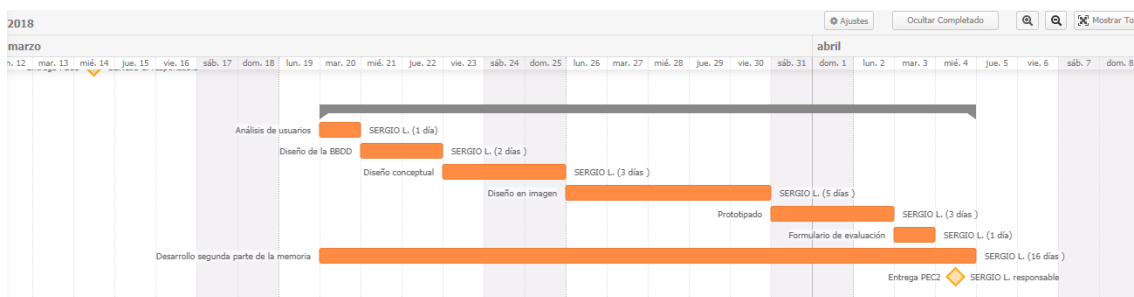 2018
Ajustes
Ocultar Completado
Mostrar To
marzo
abril
n. 12 mar. 13 mié. 14 jue. 15 vie. 16 sáb. 17 dom. 18 lun. 19 mar. 20 mié. 21 jue. 22 vie. 23 sáb. 24 dom. 25 lun. 26 mar. 27 mié. 28 jue. 29 vie. 30 sáb. 31 dom. 1 lun. 2 mar. 3 mié. 4 jue. 5 vie. 6 sáb. 7 dom. 8
Análisis de usuarios SERGIO L. (1 día)
Diseño de la BBDD SERGIO L. (2 días )
Diseño conceptual SERGIO L. (3 días )
Diseño en imagen SERGIO L. (5 días )
Prototipado SERGIO L. (3 días )
Formulario de evaluación SERGIO L. (1 día)
Desarrollo segunda parte de la memoria SERGIO L. (16 días )
Entrega PEC2 SERGIO L. responsable